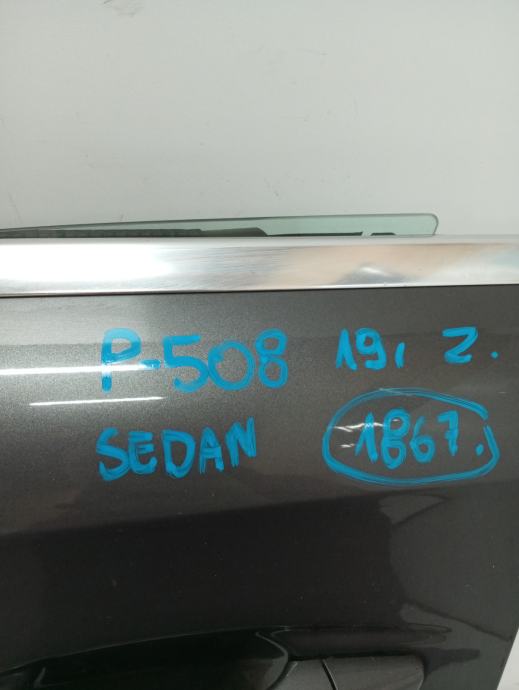 P-508 19, Z.
SEDAN 1867.